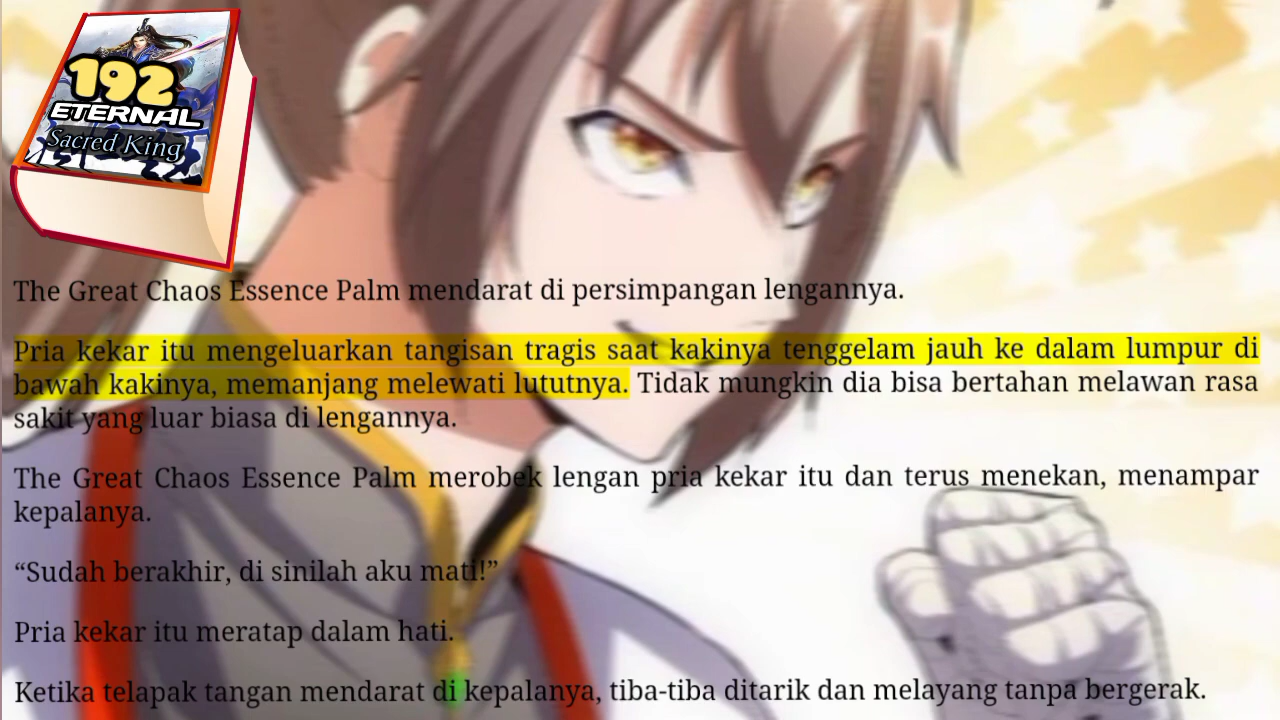 192
ETERNAL
Sacred King
The Great Chaos Essence Palm mendarat di persimpangan lengannya.
Pria kekar itu mengeluarkan tangisan tragis saat kakinya tenggelam jauh ke dalam lumpur di
bawah kakinya, memanjang melewati lututnya. Tidak mungkin dia bisa bertahan melawan rasa
sakit yang luar biasa di lengannya.
The Great Chaos Essence Palm merobek lengan pria kekar itu dan terus menekan, menampar
kepalanya.
“Sudah berakhir, di sinilah aku mati!”
Pria kekar itu meratap dalam hati.
Ketika telapak tangan mendarat di kepalanya, tiba-tiba ditarik dan melayang tanpa bergerak.